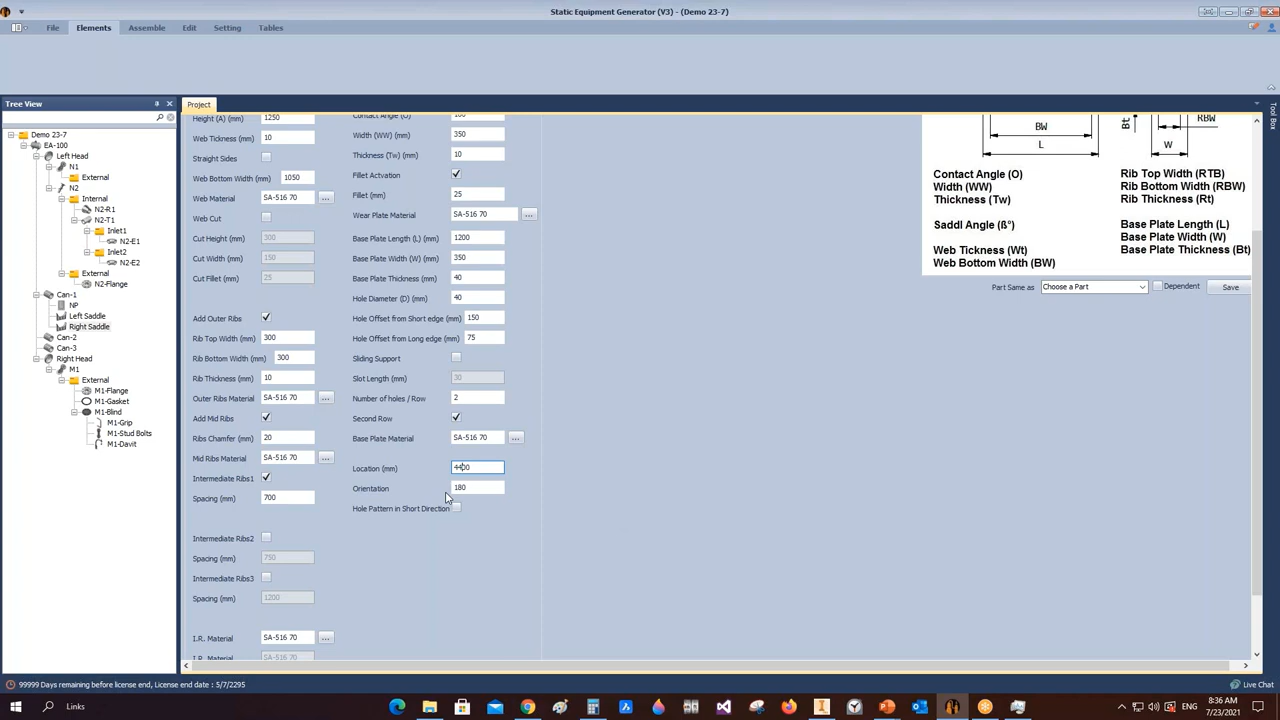 Static Equipment Generator (V3) - (Demo 23-7)
File Elements Assemble Edit Setting Tables
Tree View
Project
Tool Box
Demo 23-7
EA-100
Left Head
N1
External
N2
Internal
N2-R1
N2-T1
Inlet1
N2-E1
Inlet2
N2-E2
External
N2-Flange
Can-1
NP
Left Saddle
Right Saddle
Can-2
Can-3
Right Head
M1
External
M1-Flange
M1-Gasket
M1-Blind
M1-Grip
M1-Stud Bolts
M1-Davit
Height (A) (mm) 1250
Web Tickness (mm) 10
Straight Sides
Web Bottom Width (mm) 1050
Web Material SA-516 70 ...
Web Cut
Cut Height (mm) 300
Cut Width (mm) 150
Cut Fillet (mm) 25
Add Outer Ribs
Rib Top Width (mm) 300
Rib Bottom Width (mm) 300
Rib Thickness (mm) 10
Outer Ribs Material SA-516 70 ...
Add Mid Ribs
Ribs Chamfer (mm) 20
Mid Ribs Material SA-516 70 ...
Intermediate Ribs1
Spacing (mm) 700
Intermediate Ribs2
Spacing (mm) 750
Intermediate Ribs3
Spacing (mm) 1200
I.R. Material SA-516 70 ...
I.R. Material SA-516 70
Contact Angle (O)
Width (WW) (mm) 350
Thickness (Tw) (mm) 10
Fillet Actvation
Fillet (mm) 25
Wear Plate Material SA-516 70 ...
Base Plate Length (L) (mm) 1200
Base Plate Width (W) (mm) 350
Base Plate Thickness (mm) 40
Hole Diameter (D) (mm) 40
Hole Offset from Short edge (mm) 150
Hole Offset from Long edge (mm) 75
Sliding Support
Slot Length (mm) 30
Number of holes / Row 2
Second Row
Base Plate Material SA-516 70 ...
Location (mm) 4400
Orientation 180
Hole Pattern in Short Direction
BW
L
Bt
RBW
W
Contact Angle (O)
Width (WW)
Thickness (Tw)
Saddl Angle (ß°)
Web Tickness (Wt)
Web Bottom Width (BW)
Rib Top Width (RTB)
Rib Bottom Width (RBW)
Rib Thickness (Rt)
Base Plate Length (L)
Base Plate Width (W)
Base Plate Thickness (Bt)
Part Same as Choose a Part Dependent Save
99999 Days remaining before license end, License end date : 5/7/2295
Live Chat
Links
8:36 AM
7/23/2021